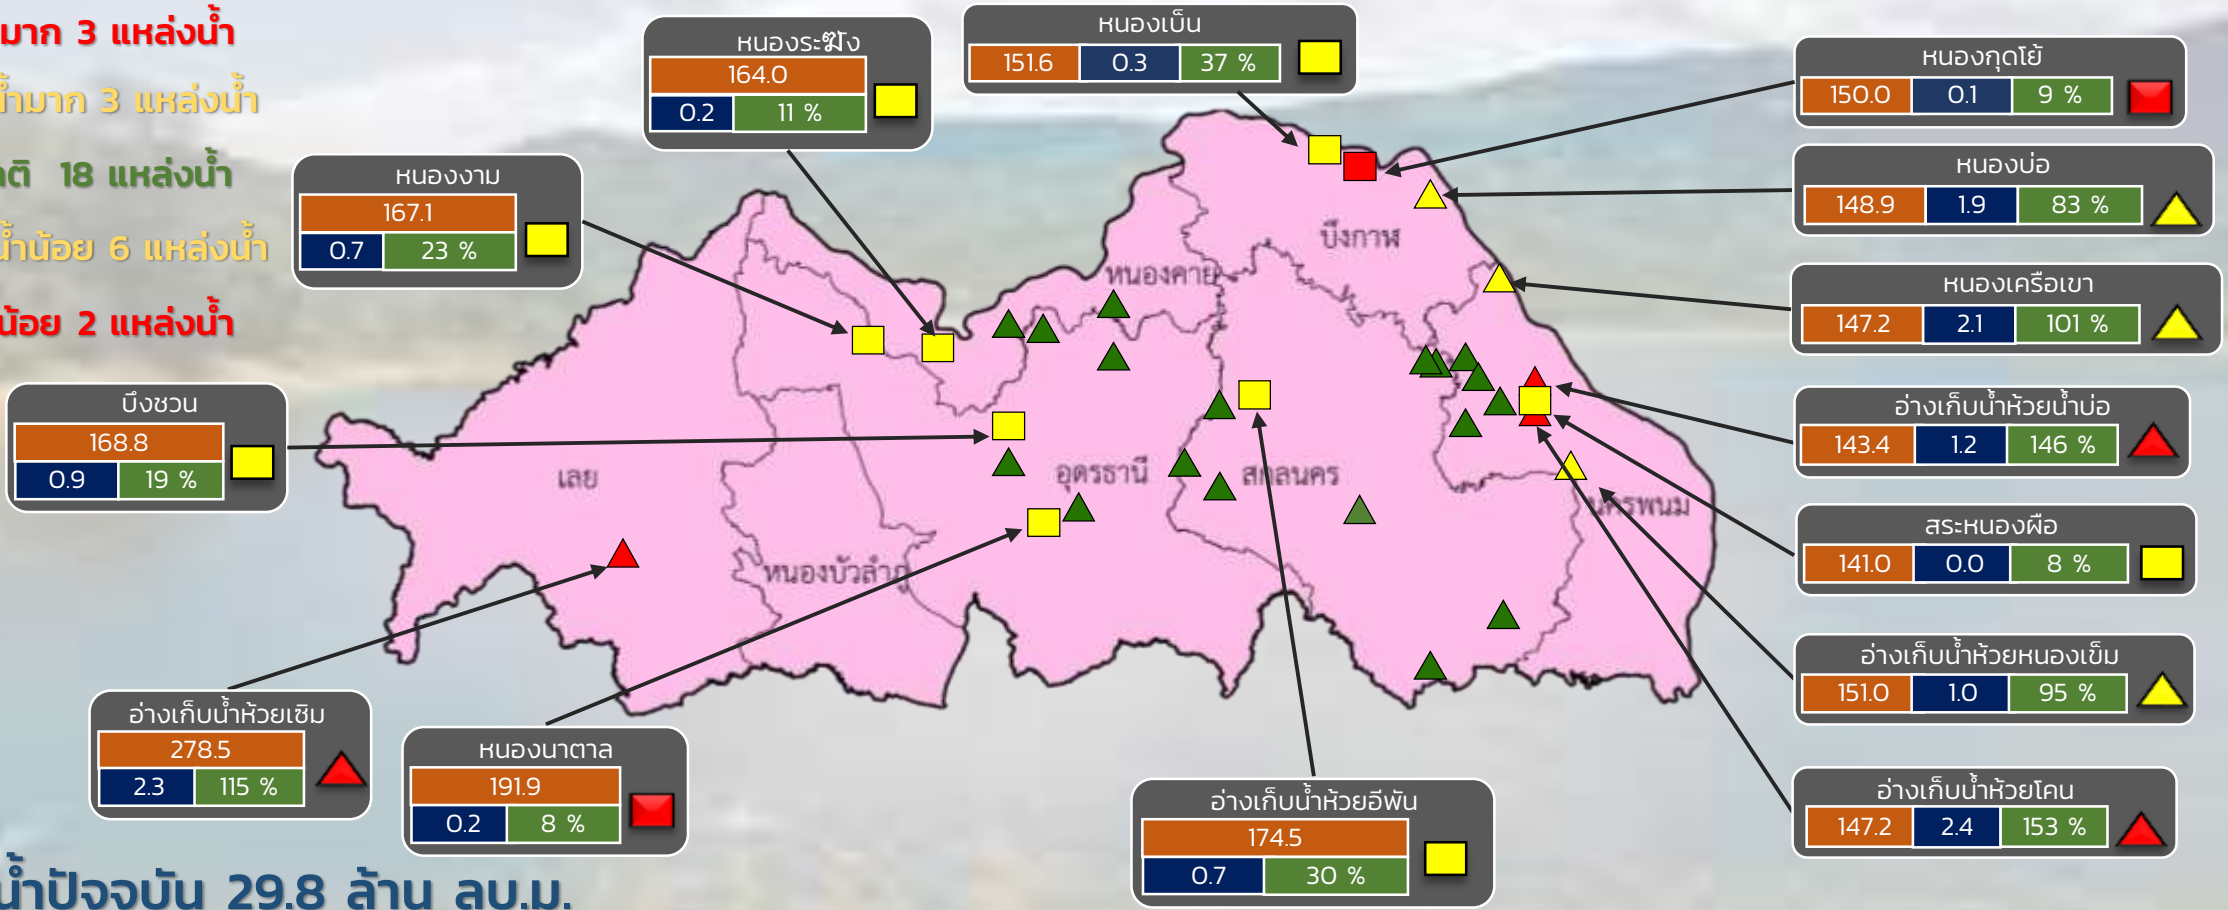 มาก 3 แหล่งน้ำ
น้ำมาก 3 แหล่งน้ำ
18 แหล่งน้ำ
น้ำน้อย 6 แหล่งน้ำ
น้อย 2 แหล่งน้ำ
หนองระฆัง
164.0
0.2 11 %
หนองเบ็น
151.6 0.3 37 %
หนองงาม
167.1
0.7 23 %
บึงชวน
168.8
0.9 19 %
หนองกุดโย้
150.0 0.1 9 %
หนองบ่อ
148.9 1.9 83 %
หนองเครือเขา
147.2 2.1 101 %
อ่างเก็บน้ำห้วยน้ำบ่อ
143.4 1.2 146 %
สระหนองผือ
141.0 0.0 8 %
อ่างเก็บน้ำห้วยหนองเข็ม
151.0 1.0 95 %
อ่างเก็บน้ำห้วยโคน
147.2 2.4 153 %
บึงกาฬ
หนองคาย
เลย
อุดรธานี
สกลนคร
นครพนม
หนองบัวลำภู
อ่างเก็บน้ำห้วยเซิม
278.5
2.3 115 %
หนองนาตาล
191.9
0.2 8 %
อ่างเก็บน้ำห้วยอีพัน
174.5
0.7 30 %
น้ำปัจจุบัน 29.8 ล้าน ลบ.ม.